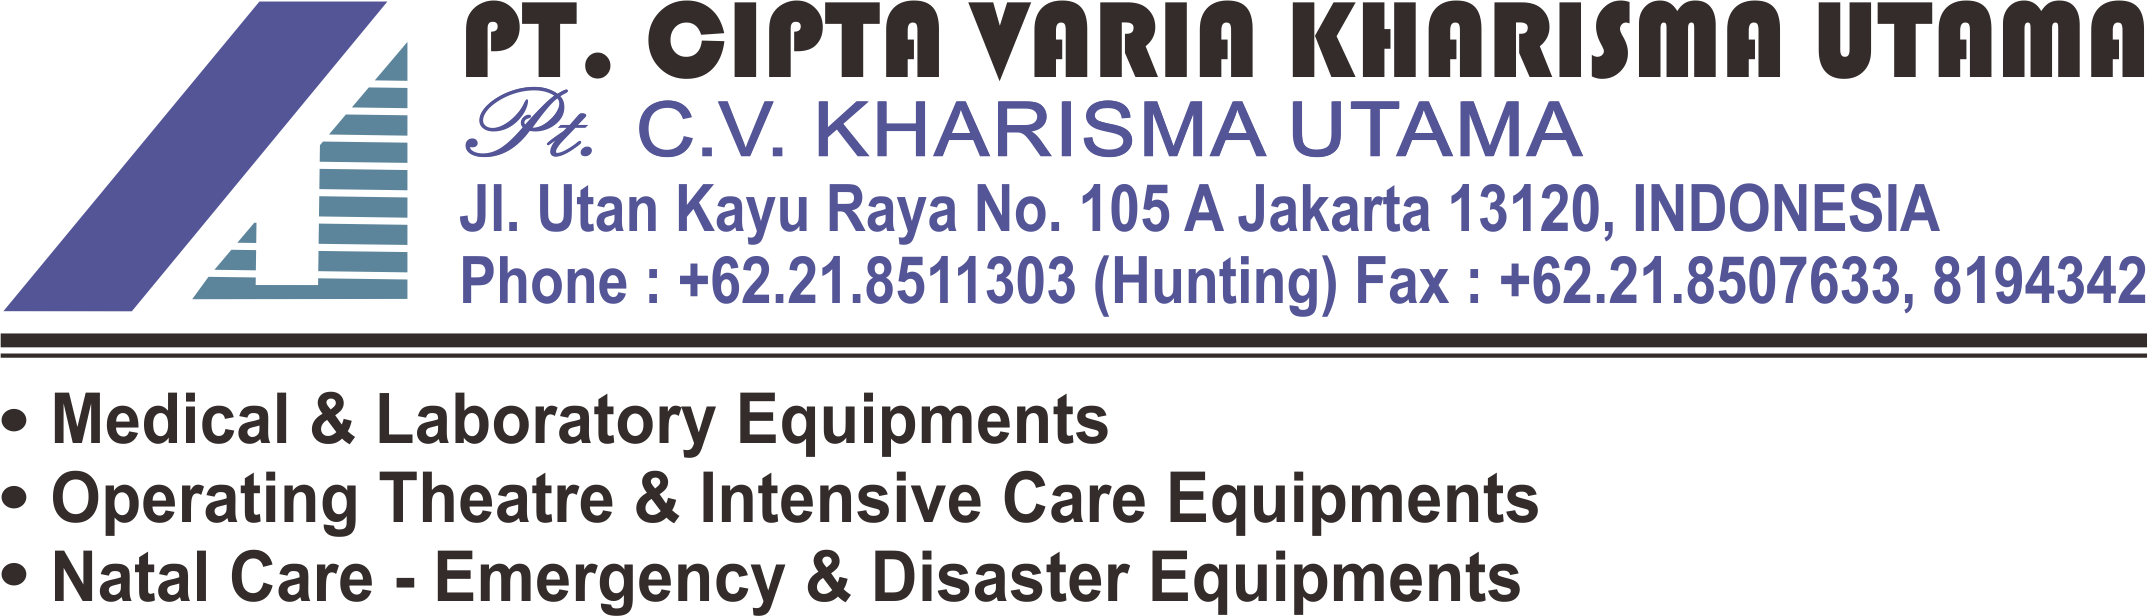 PT. CIPTA VARIA KHARISMA UTAMA
Pt. C.V. KHARISMA UTAMA
Jl. Utan Kayu Raya No. 105 A Jakarta 13120, INDONESIA
Phone : +62.21.8511303 (Hunting) Fax : +62.21.8507633, 8194342
• Medical & Laboratory Equipments
• Operating Theatre & Intensive Care Equipments
• Natal Care - Emergency & Disaster Equipments